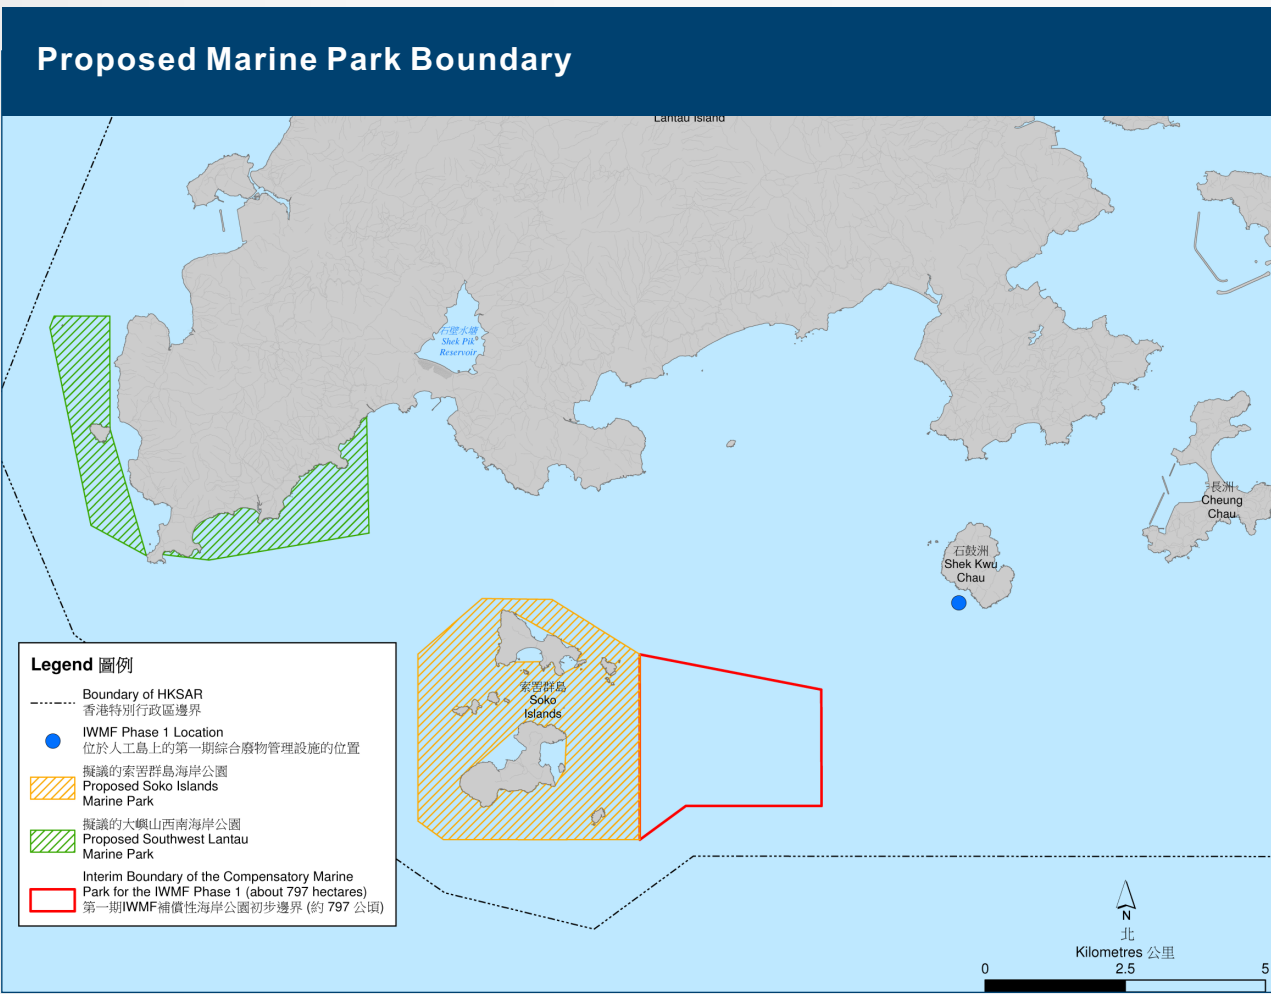 Proposed Marine Park Boundary
Lantau Island
石壁水塘
Shek Pik
Reservoir
長洲
Cheung
Chau
石鼓洲
Shek Kwu
Chau
索罟群島
Soko
Islands
Legend 圖例
Boundary of HKSAR
香港特別行政區邊界
IWMF Phase 1 Location
位於人工島上的第一期綜合廢物管理設施的位置
擬議的索罟群島海岸公園
Proposed Soko Islands
Marine Park
擬議的大嶼山西南海岸公園
Proposed Southwest Lantau
Marine Park
Interim Boundary of the Compensatory Marine
Park for the IWMF Phase 1 (about 797 hectares)
第一期IWMF補償性海岸公園初步邊界 (約 797 公頃)
N
北
Kilometres 公里
0 2.5 5